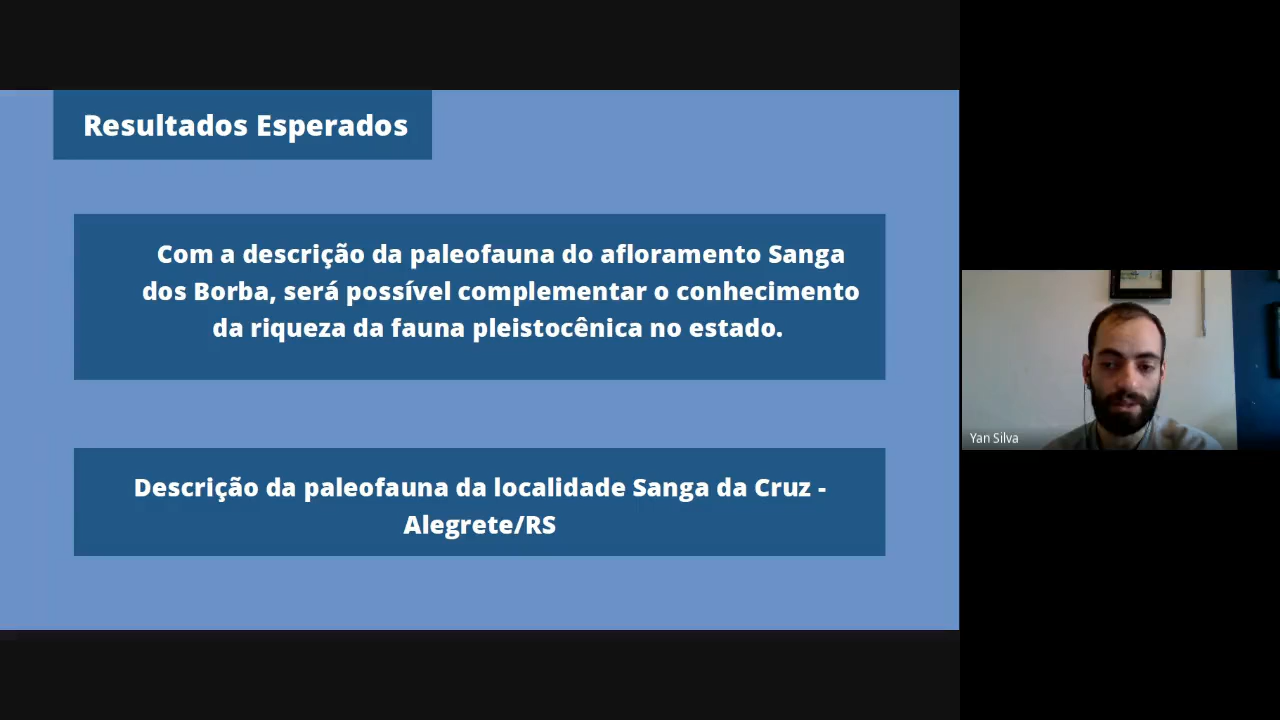 Resultados Esperados
Com a descrição da paleofauna do afloramento Sanga
dos Borba, será possível complementar o conhecimento
da riqueza da fauna pleistocênica no estado.
Descrição da paleofauna da localidade Sanga da Cruz -
Alegrete/RS
Yan Silva